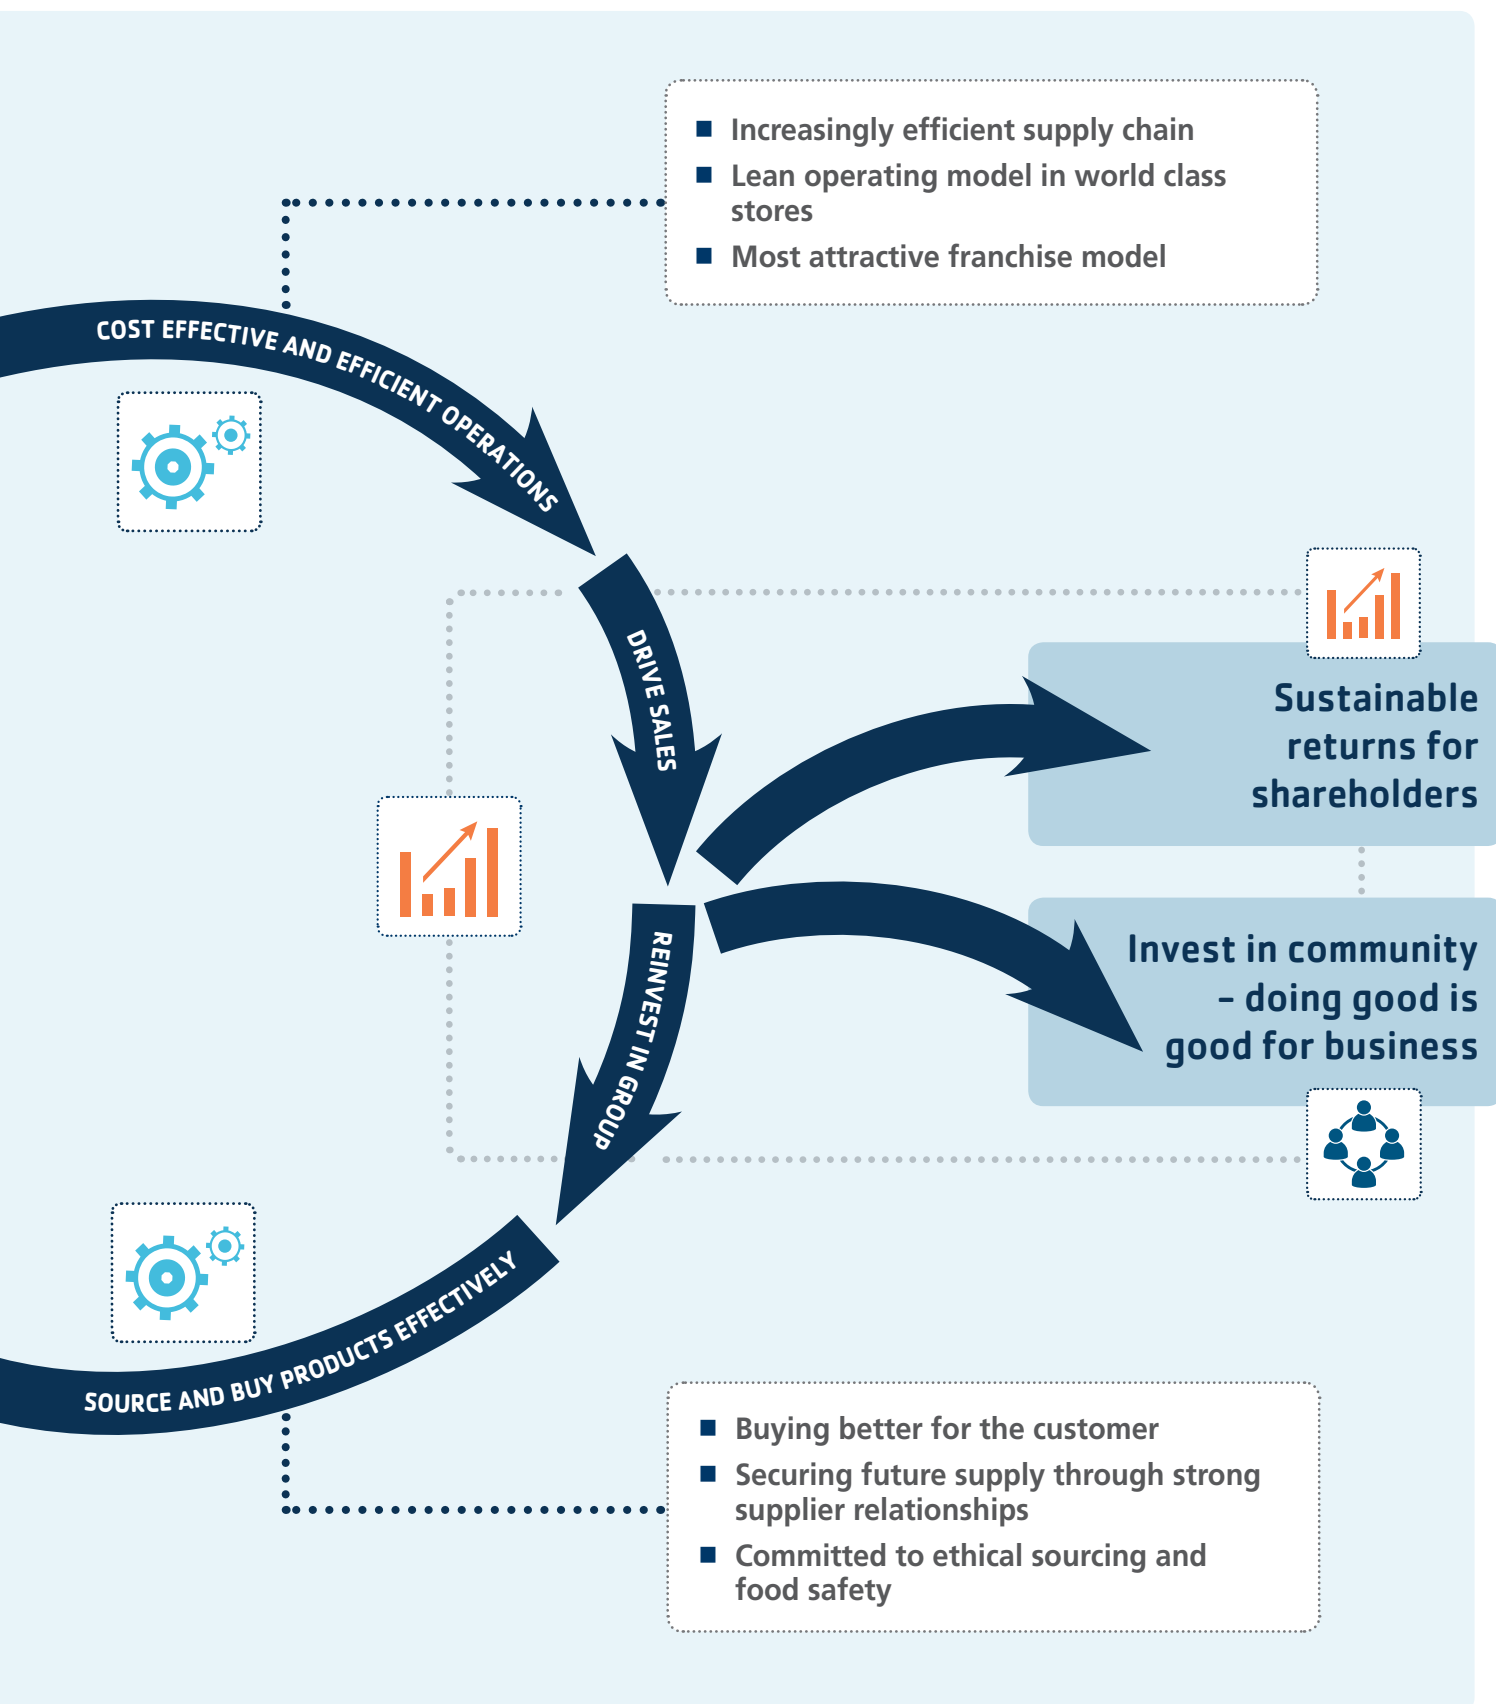 ■ Increasingly efficient supply chain
■ Lean operating model in world class
stores
■ Most attractive franchise model
COST EFFECTIVE AND EFFICIENT OPERATIONS
DRIVE SALES
Sustainable
returns for
shareholders
REINVEST IN GROUP
Invest in community
– doing good is
good for business
SOURCE AND BUY PRODUCTS EFFECTIVELY
■ Buying better for the customer
■ Securing future supply through strong
supplier relationships
■ Committed to ethical sourcing and
food safety